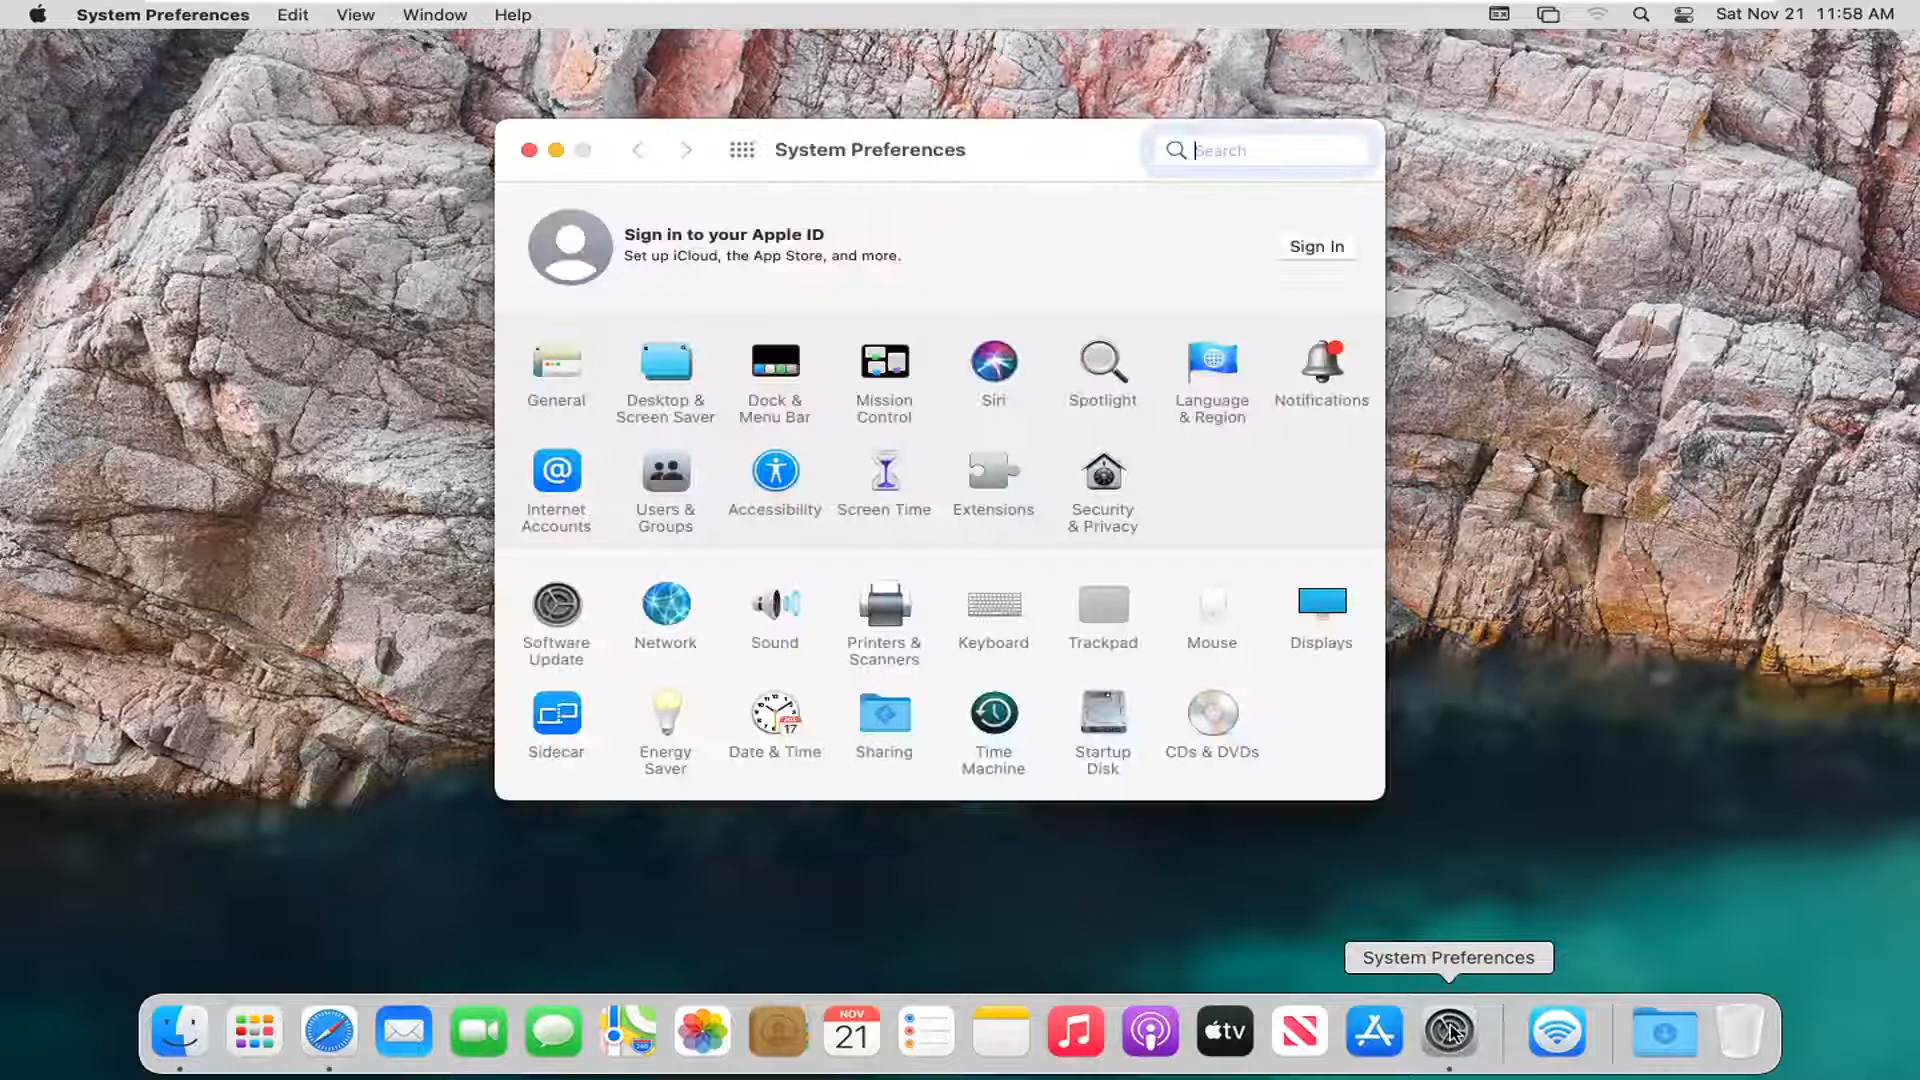 System Preferences Edit View Window Help Sat Nov 21 11:58 AM
System Preferences
Search
Sign in to your Apple ID
Set up iCloud, the App Store, and more.
Sign In
General
Desktop &
Screen Saver
Dock &
Menu Bar
Mission
Control
Siri
Spotlight
Language
& Region
Notifications
Internet
Accounts
Users &
Groups
Accessibility
Screen Time
Extensions
Security
& Privacy
Software
Update
Network
Sound
Printers &
Scanners
Keyboard
Trackpad
Mouse
Displays
Sidecar
Energy
Saver
Date & Time
Sharing
Time
Machine
Startup
Disk
CDs & DVDs
17
System Preferences
NOV
21
tv